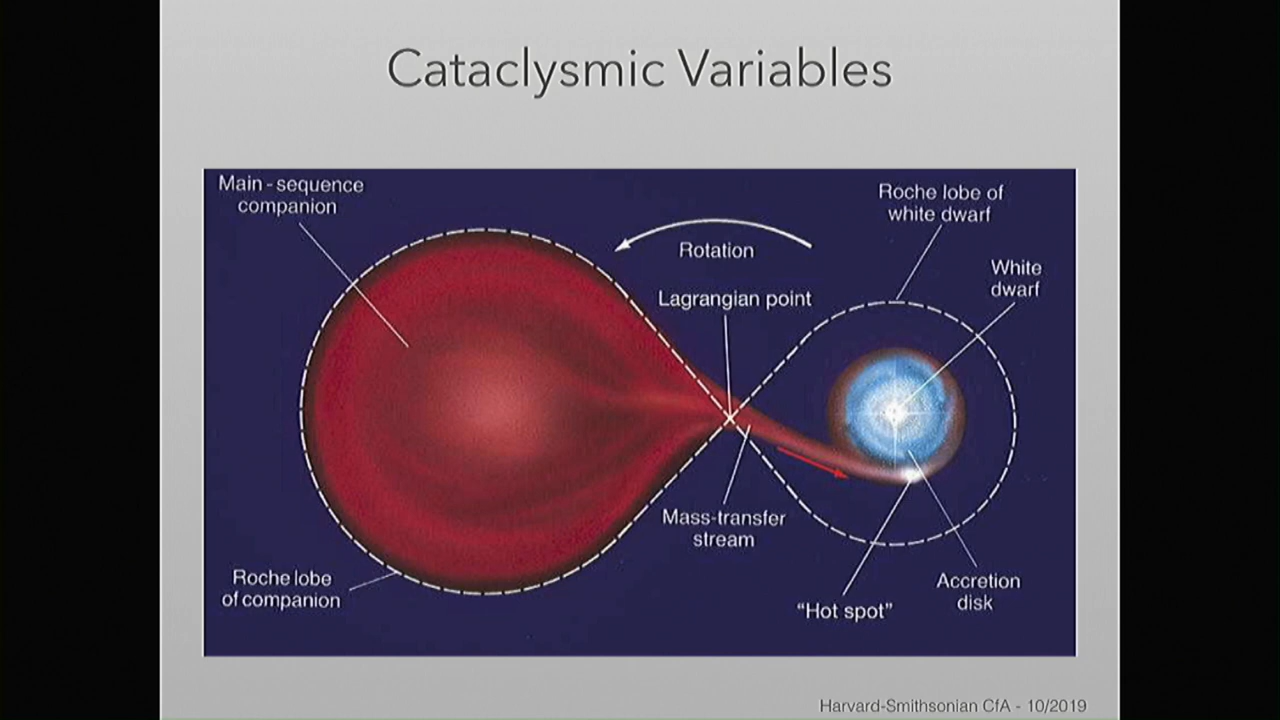 Cataclysmic Variables
Main-sequence
companion
Rotation
Lagrangian point
Roche lobe of
white dwarf
White
dwarf
Mass-transfer
stream
Roche lobe
of companion
"Hot spot"
Accretion
disk
Harvard-Smithsonian CfA - 10/2019